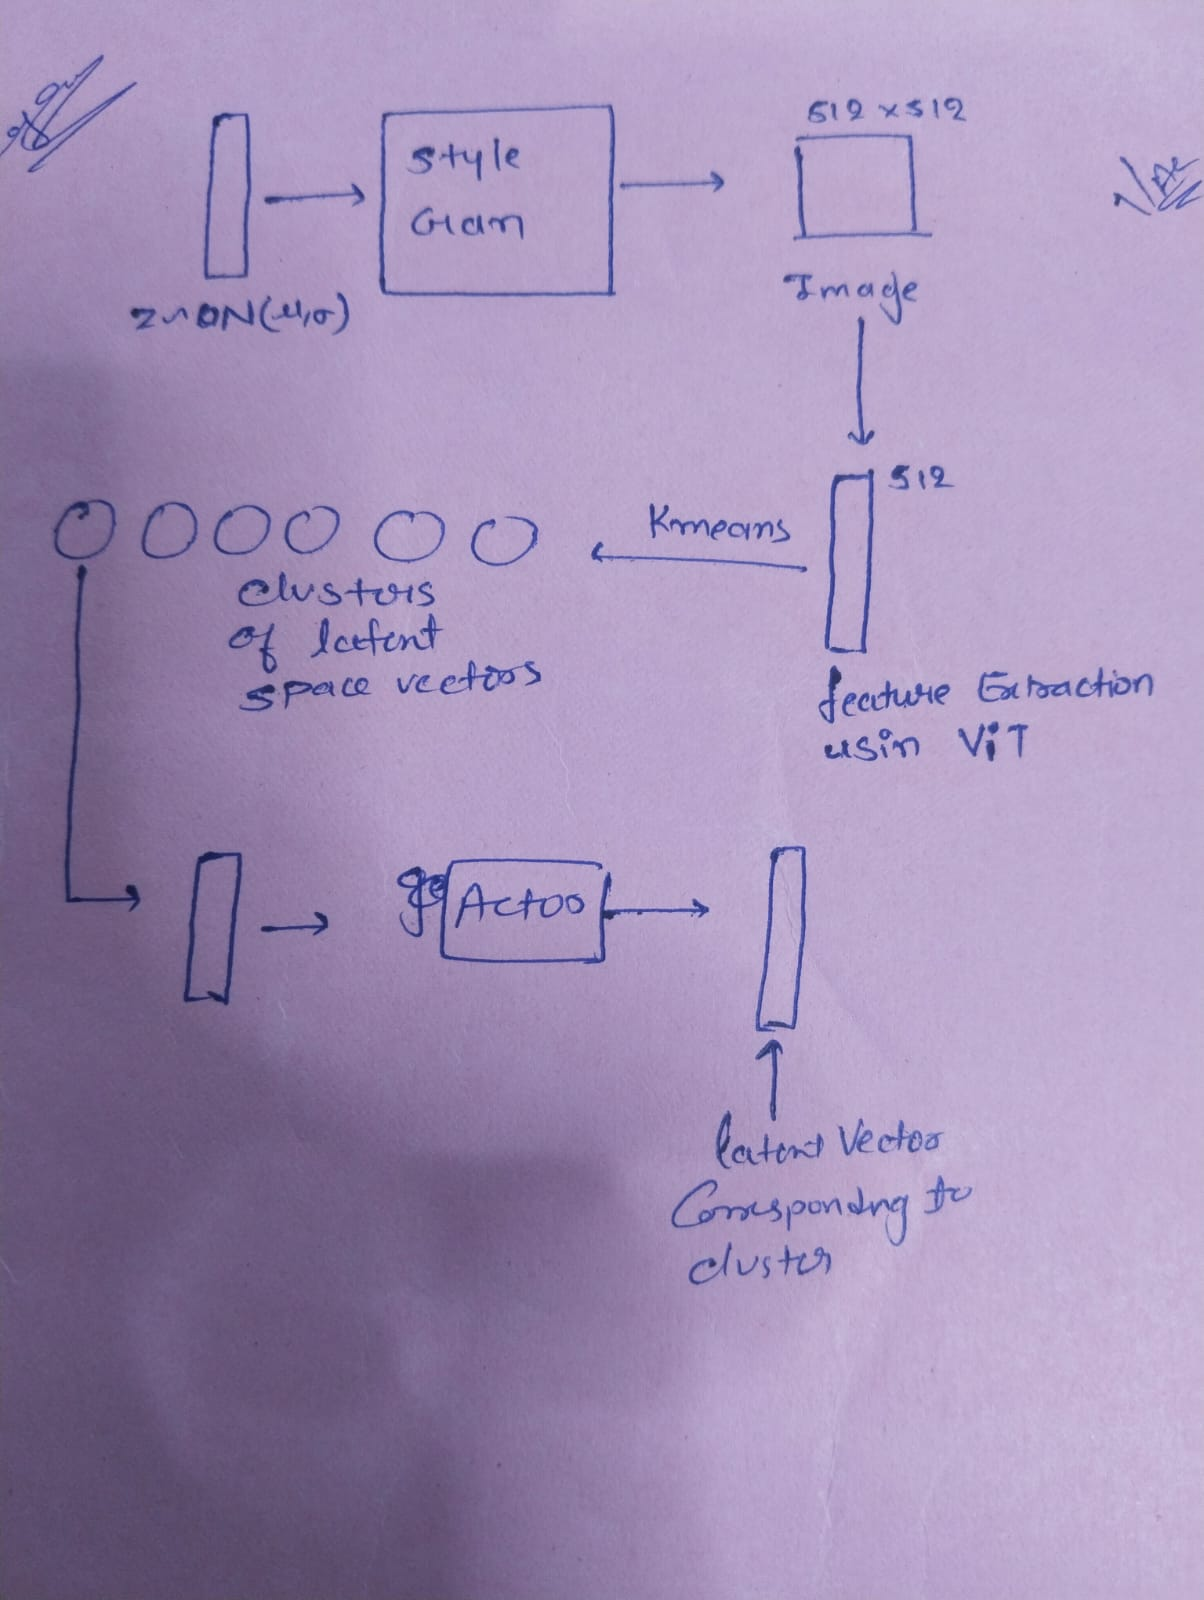 512 x 512
Style
Gan
Image
z~N(μ,σ)
512
Kmeans
clusters
of latent
space vectors
feature Extraction
usin ViT
Actor
latent Vector
Corresponding to
cluster